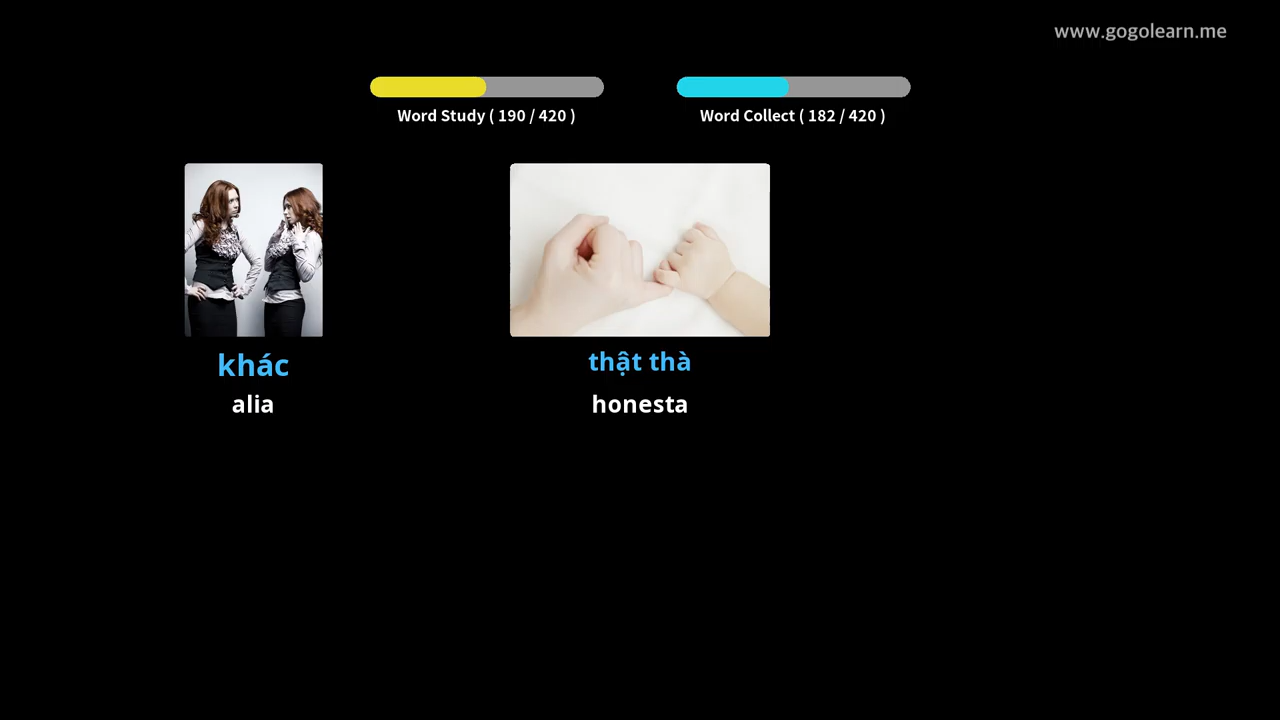 www.gogolearn.me
Word Study ( 190 / 420 )
Word Collect ( 182 / 420 )
khác
alia
thật thà
honesta